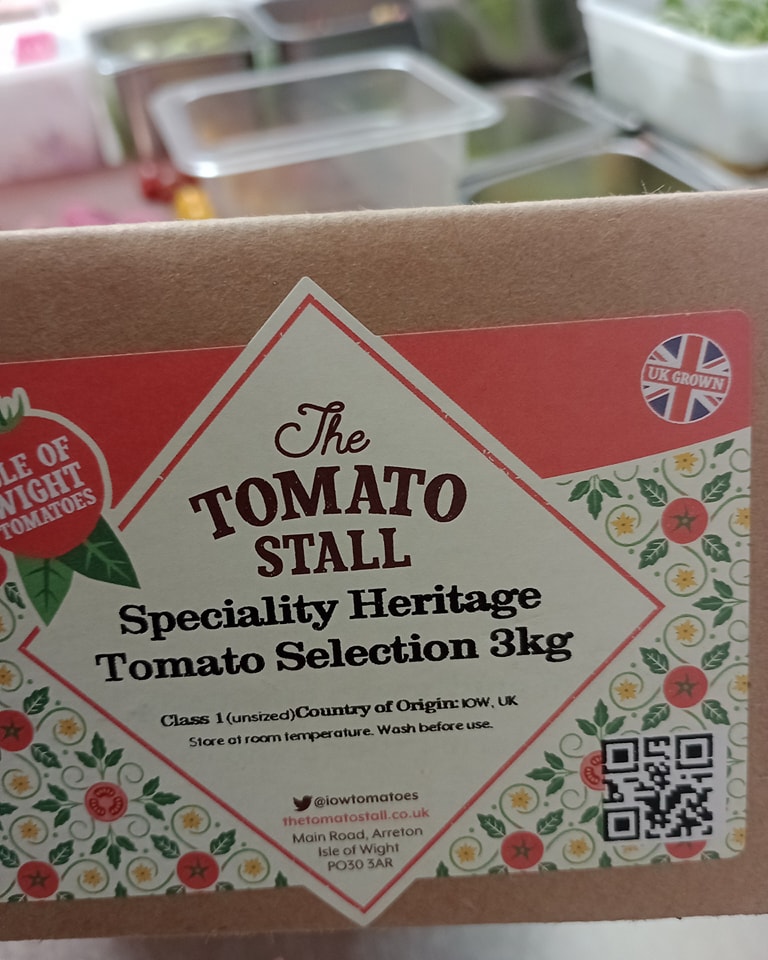 UK GROWN
LE OF
WIGHT
TOMATOES
The
TOMATO
STALL
Speciality Heritage
Tomato Selection 3kg
Class 1 (unsized) Country of Origin: IOW, UK
Store at room temperature. Wash before use.
@iowtomatoes
thetomatostall.co.uk
Main Road, Arreton
Isle of Wight
PO30 3AR